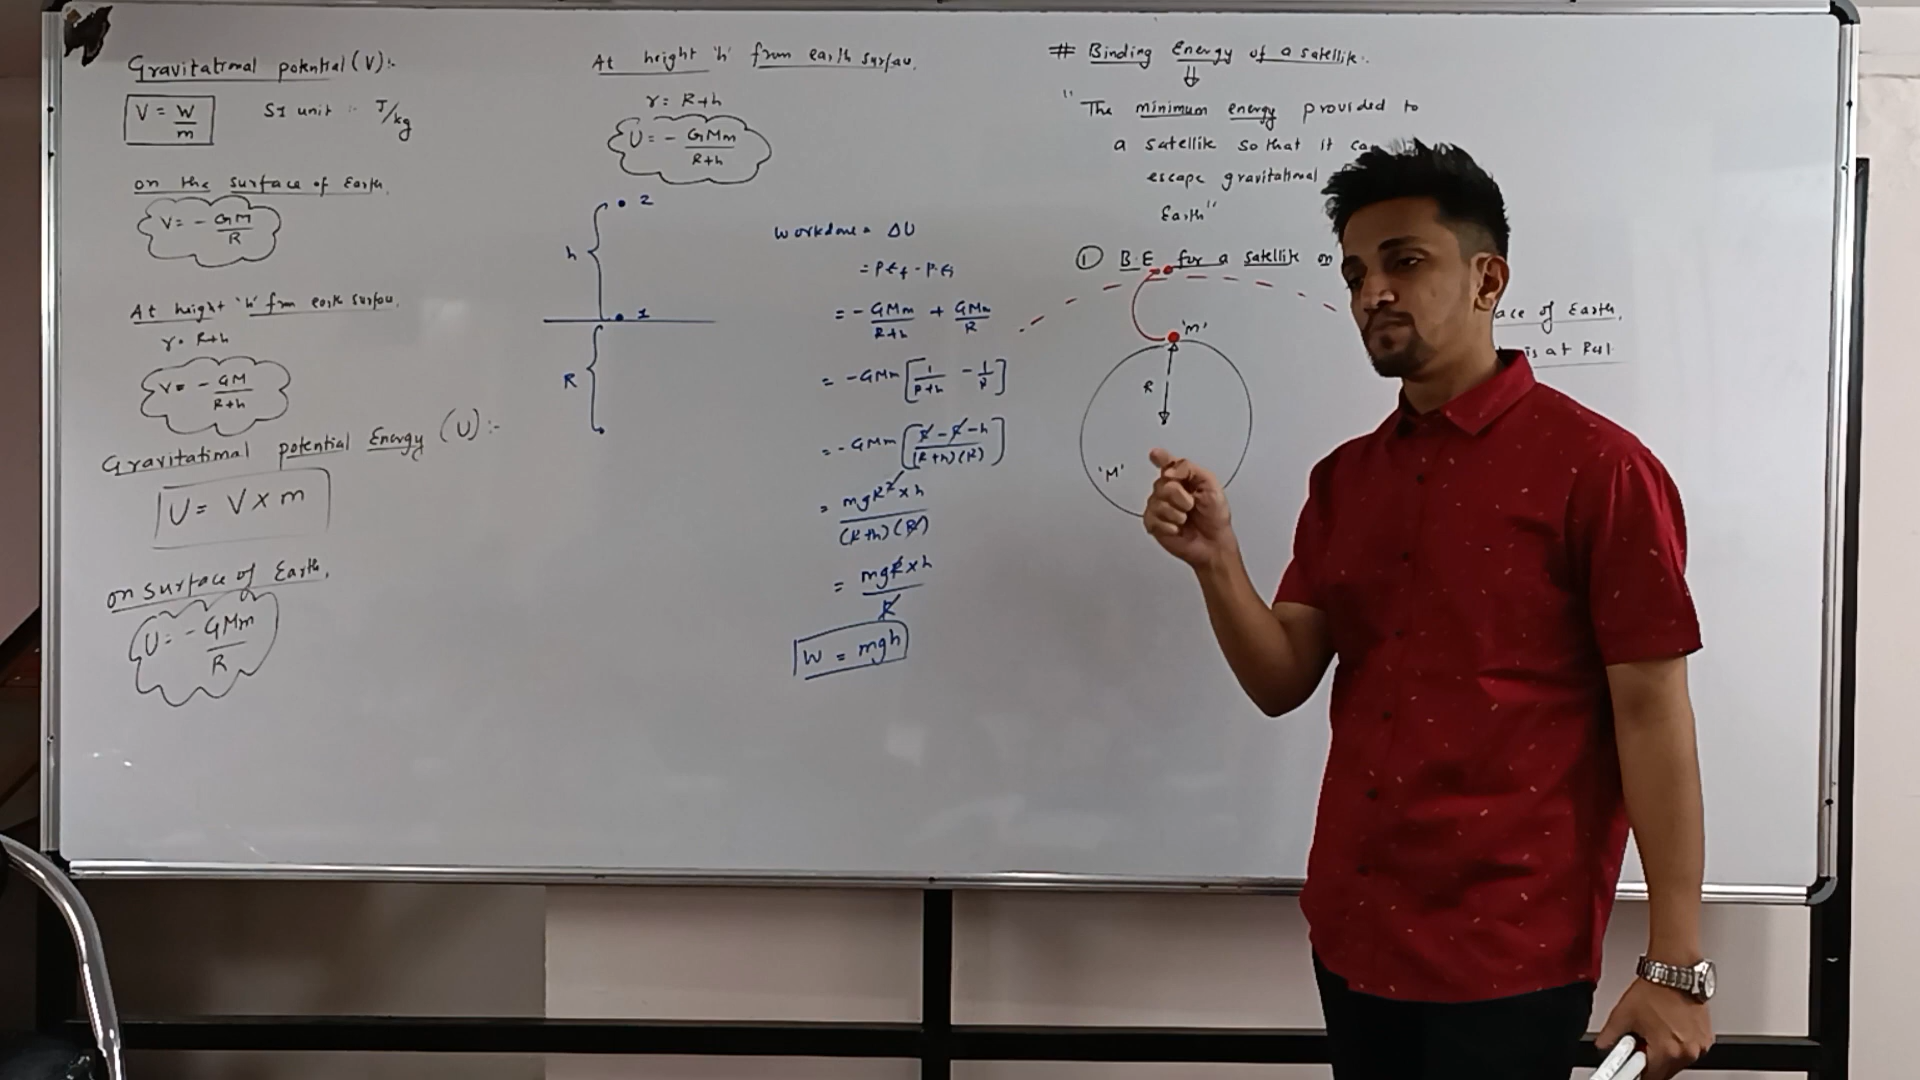 Gravitational potential (V):-
V = W/m
SI unit :- J/kg
on the surface of Earth,
V = - GM/R
At height 'h' from earth surface,
r = R+h
V = - GM/R+h
Gravitational potential Energy (U) :-
U = V x m
on surface of Earth,
U = - GMm/R
At height 'h' from earth surface,
r = R+h
U = - GMm/R+h
2
h
1
R
Workdone = ΔU
= PEf - PEi
= - GMm/R+h + GMm/R
= - GMm [1/R+h - 1/R]
= - GMm [R-R-h/(R+h)(R)]
= mgR² x h/(R+h)(R)
= mgR x h/R
W = mgh
# Binding Energy of a satellite.
"The minimum energy provided to
a satellite so that it ca
escape gravitational
Earth"
① B.E for a satellite on
ace of Earth,
is at Rest
'm'
R
'M'